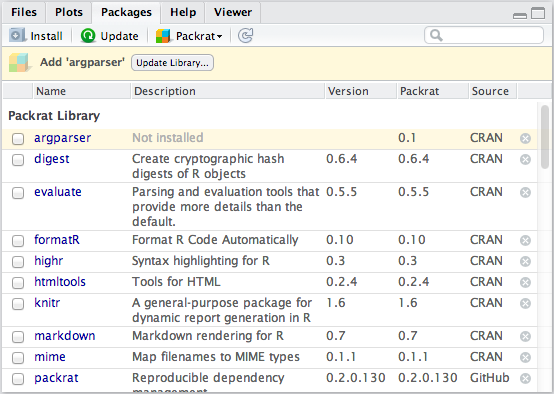 Files Plots Packages Help Viewer
Install Update Packrat
Add 'argparser' Update Library...
Name Description Version Packrat Source
Packrat Library
argparser Not installed 0.1 CRAN
digest Create cryptographic hash 0.6.4 0.6.4 CRAN
digests of R objects
evaluate Parsing and evaluation tools that 0.5.5 0.5.5 CRAN
provide more details than the
default.
formatR Format R Code Automatically 0.10 0.10 CRAN
highr Syntax highlighting for R 0.3 0.3 CRAN
htmltools Tools for HTML 0.2.4 0.2.4 CRAN
knitr A general-purpose package for 1.6 1.6 CRAN
dynamic report generation in R
markdown Markdown rendering for R 0.7 0.7 CRAN
mime Map filenames to MIME types 0.1.1 0.1.1 CRAN
packrat Reproducible dependency 0.2.0.130 0.2.0.130 GitHub